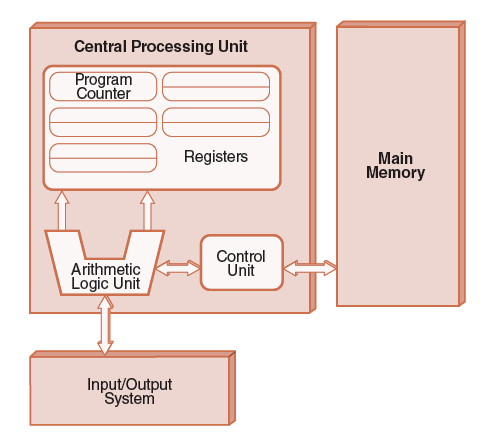 Central Processing Unit
Program
Counter
Registers
Main
Memory
Arithmetic
Logic Unit
Control
Unit
Input/Output
System